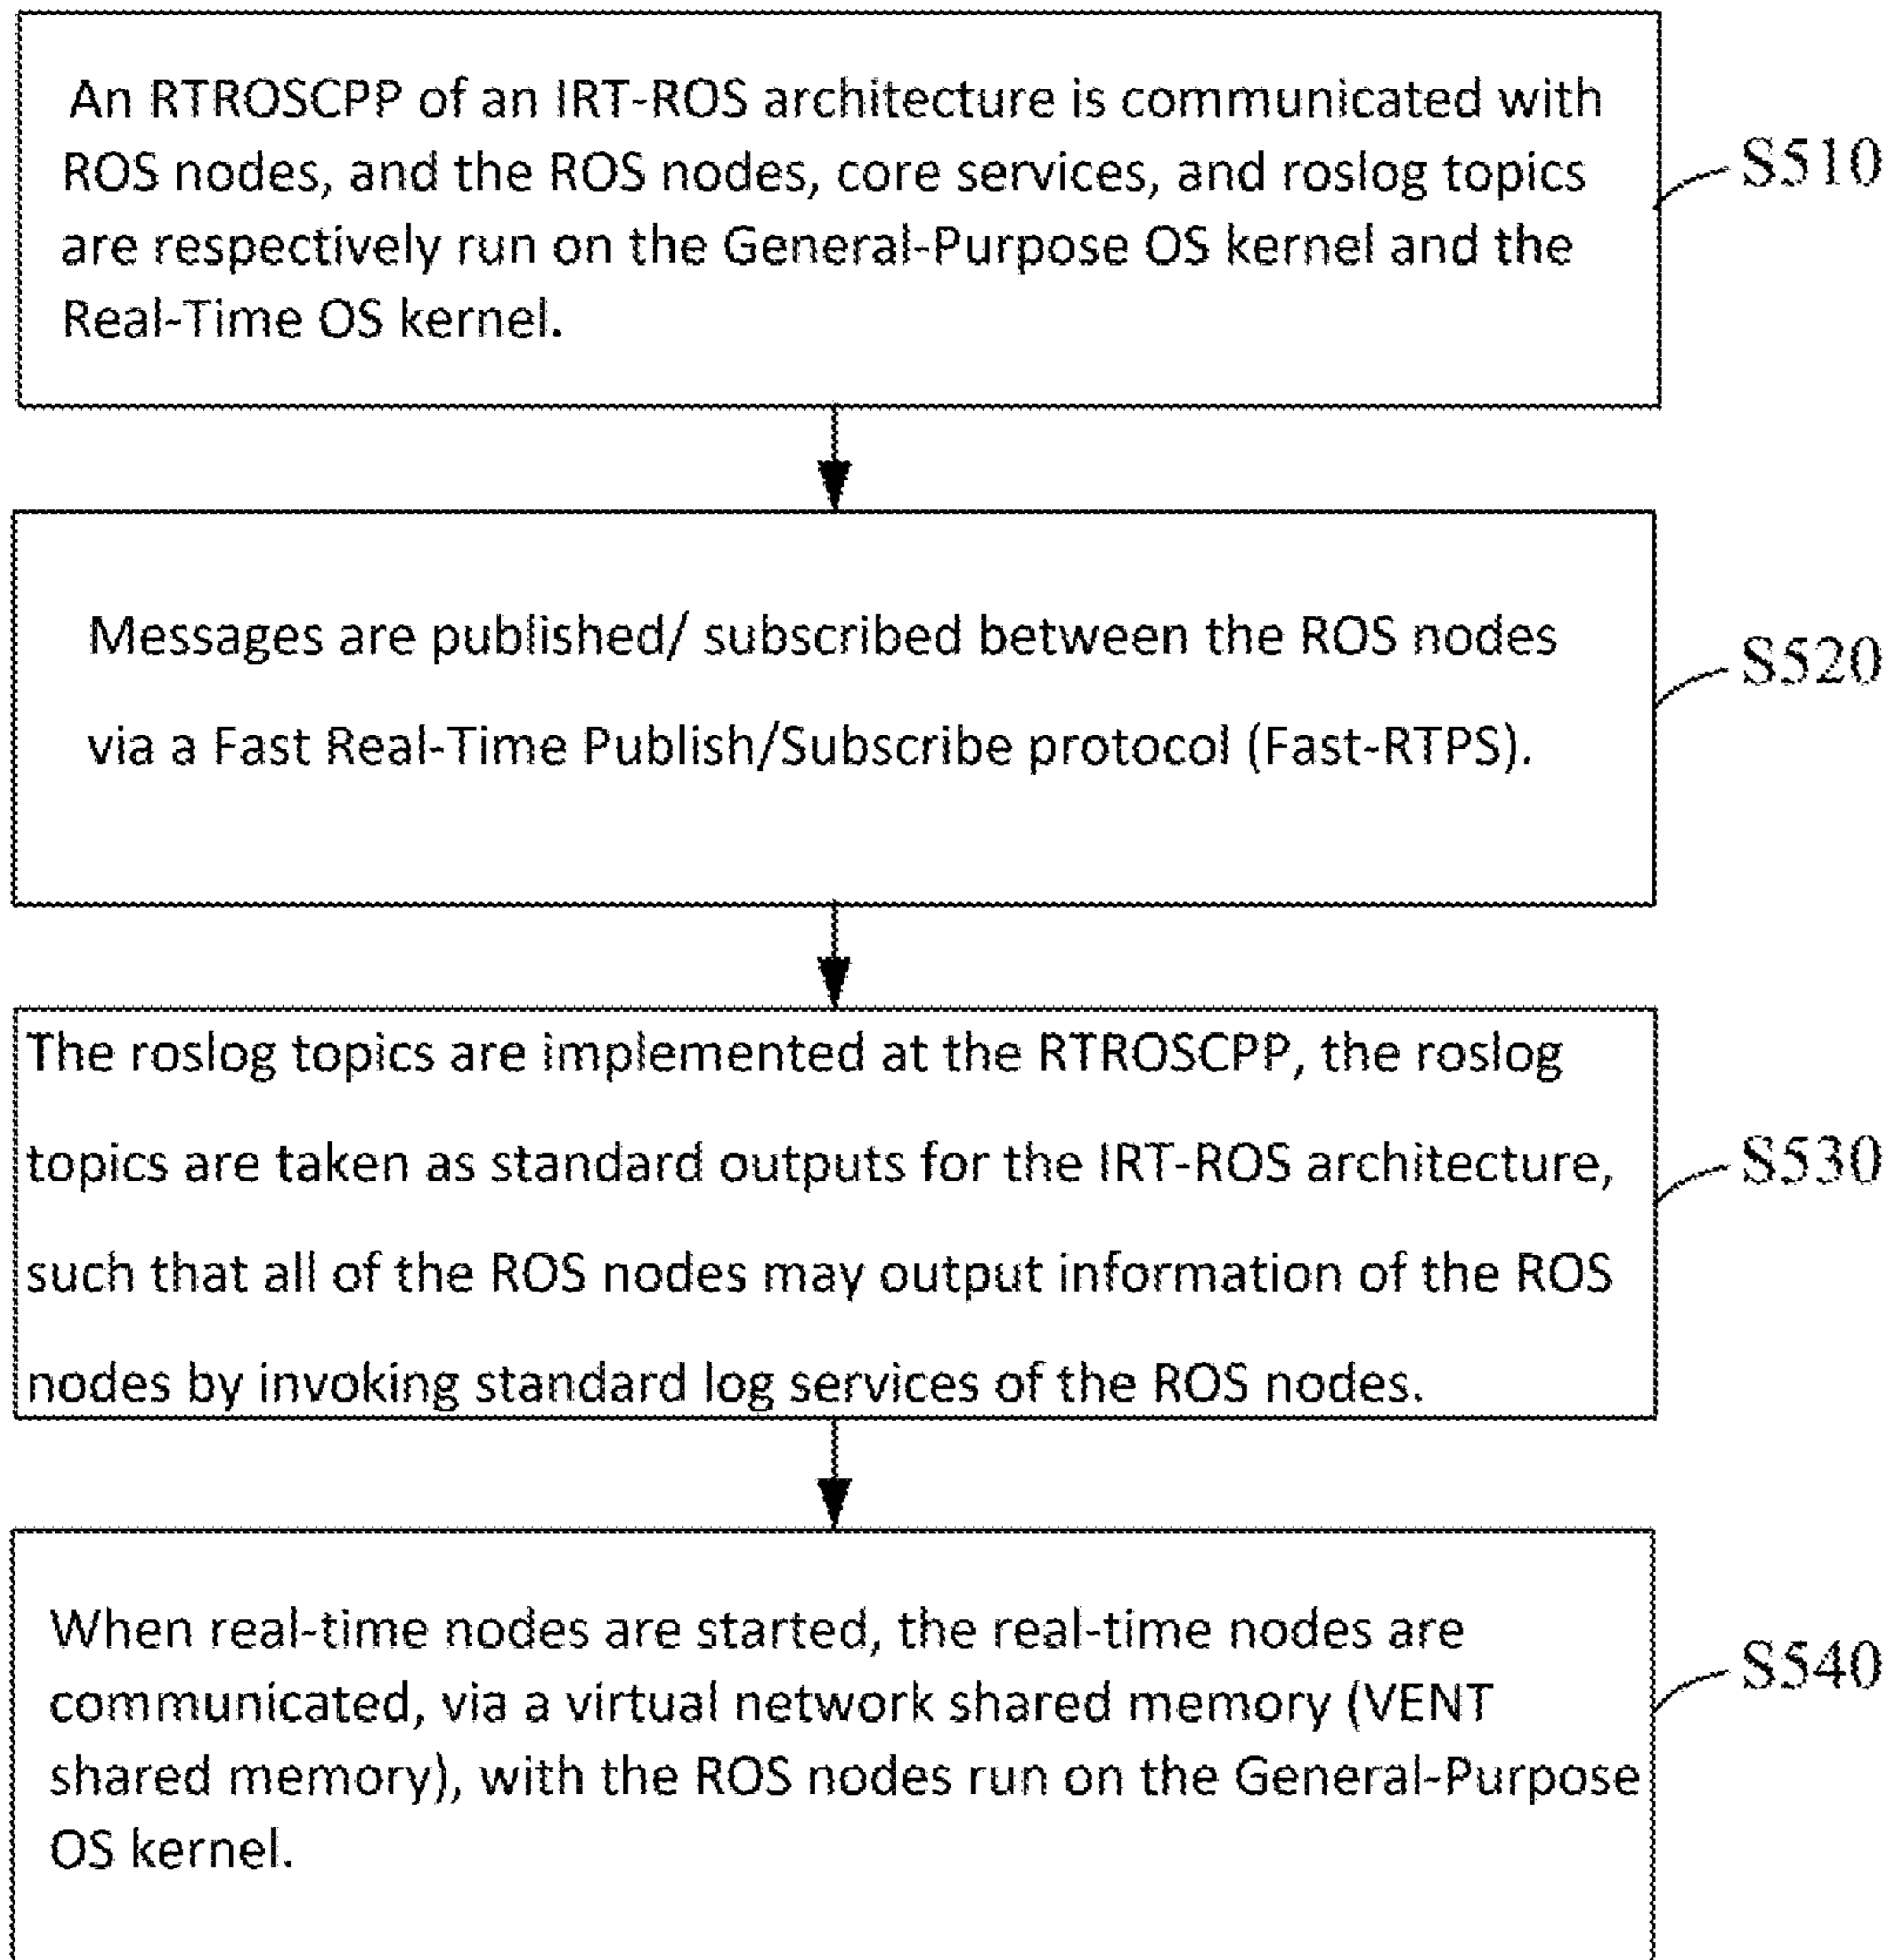 An RTROSCPP of an IRT-ROS architecture is communicated with
ROS nodes, and the ROS nodes, core services, and roslog topics
are respectively run on the General-Purpose OS kernel and the
Real-Time OS kernel.
S510
Messages are published/ subscribed between the ROS nodes
via a Fast Real-Time Publish/Subscribe protocol (Fast-RTPS).
S520
The roslog topics are implemented at the RTROSCPP, the roslog
topics are taken as standard outputs for the IRT-ROS architecture,
such that all of the ROS nodes may output information of the ROS
nodes by invoking standard log services of the ROS nodes.
S530
When real-time nodes are started, the real-time nodes are
communicated, via a virtual network shared memory (VENT
shared memory), with the ROS nodes run on the General-Purpose
OS kernel.
S540